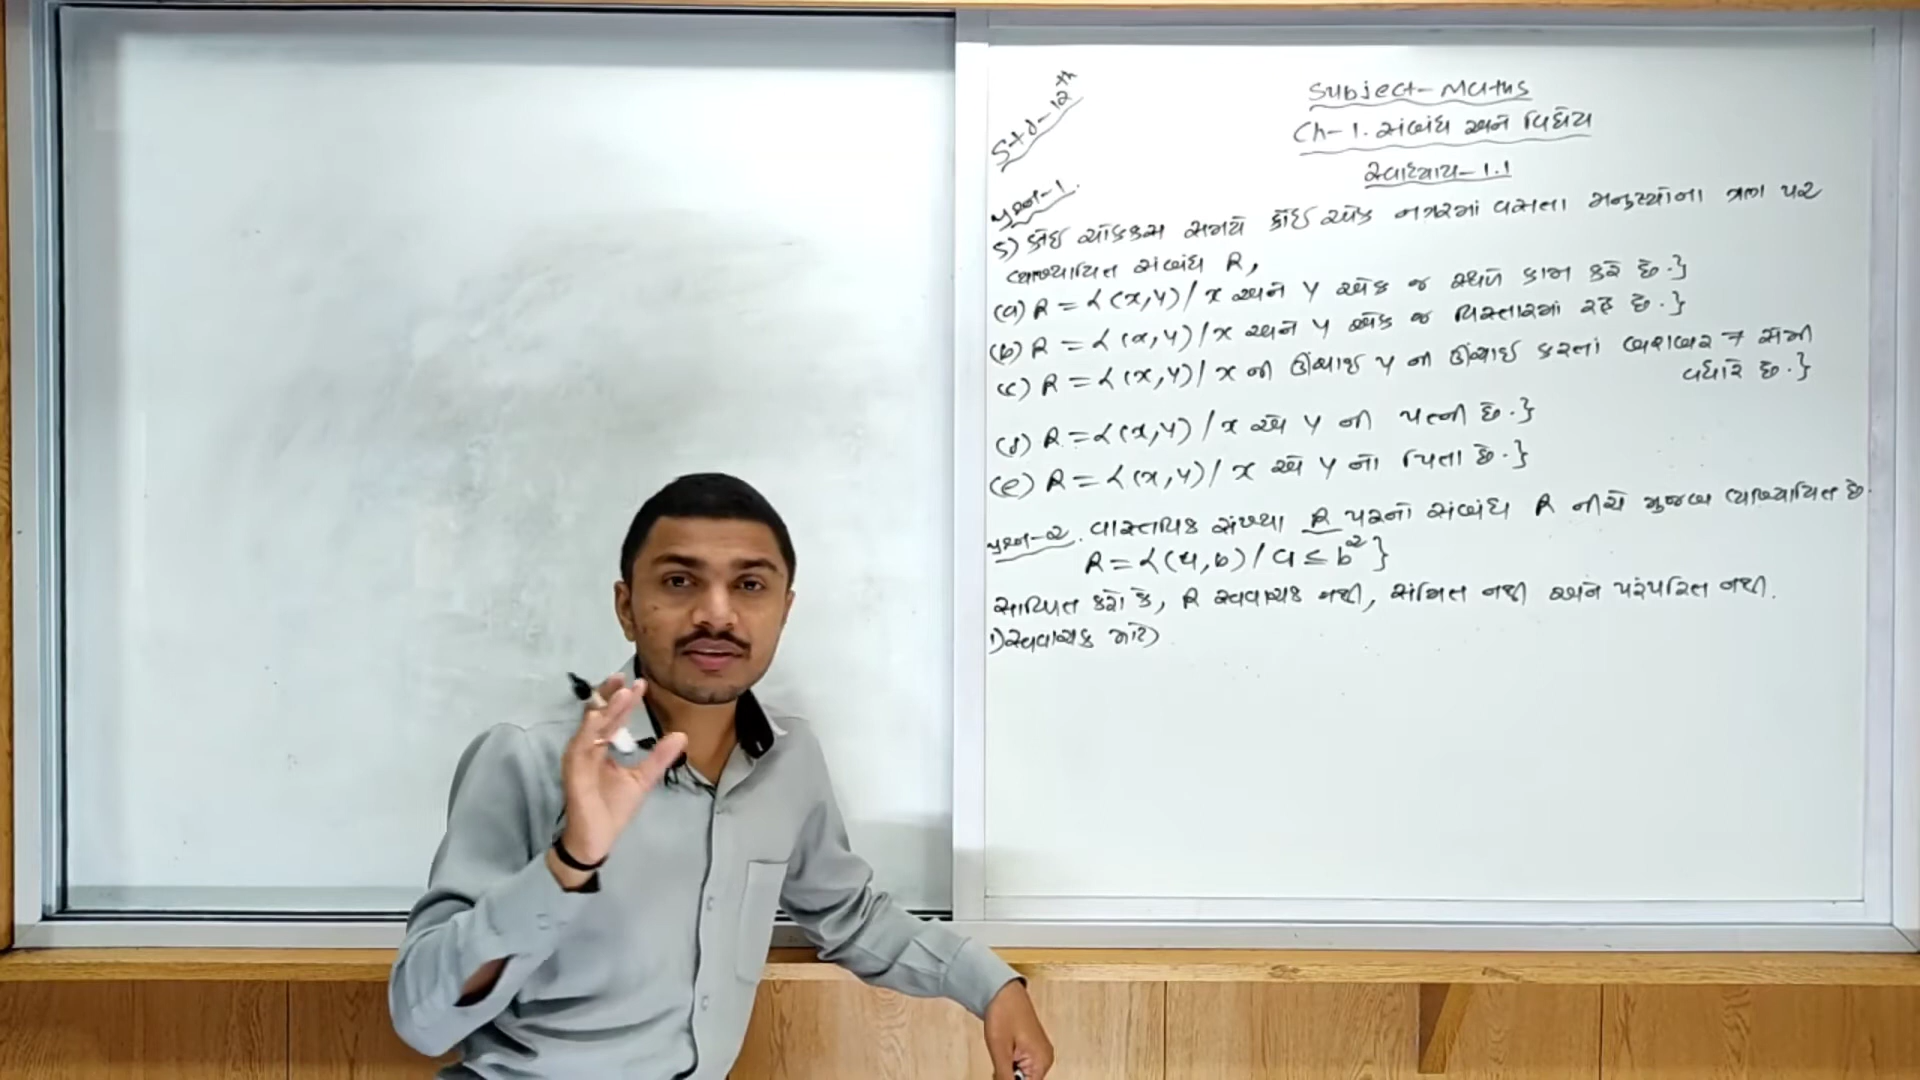 Std-12th
Subject-Maths
Ch-1. સંબંધ અને વિધેય
સ્વાધ્યાય-1.1
પ્રશ્ન-1.
5) કોઈ ચોક્કસ સમયે કોઈ એક નગરમાં વસતા મનુષ્યોના ગણ પર
વ્યાખ્યાયિત સંબંધ R,
(a) R = {(x,y) / x અને y એક જ સ્થળે કામ કરે છે.}
(b) R = {(x,y) / x અને y એક જ વિસ્તારમાં રહે છે.}
(c) R = {(x,y) / x ની ઊંચાઈ y ની ઊંચાઈ કરતાં બરાબર 7 સેમી
વધારે છે.}
(d) R = {(x,y) / x એ y ની પત્ની છે.}
(e) R = {(x,y) / x એ y નો પિતા છે.}
પ્રશ્ન-2. વાસ્તવિક સંખ્યા R પરનો સંબંધ R નીચે મુજબ વ્યાખ્યાયિત છે.
R = {(a,b) / a ≤ b²}
સાબિત કરો કે, R સ્વવાચક નથી, સંમિત નથી અને પરંપરિત નથી.
1) સ્વવાચક માટે)